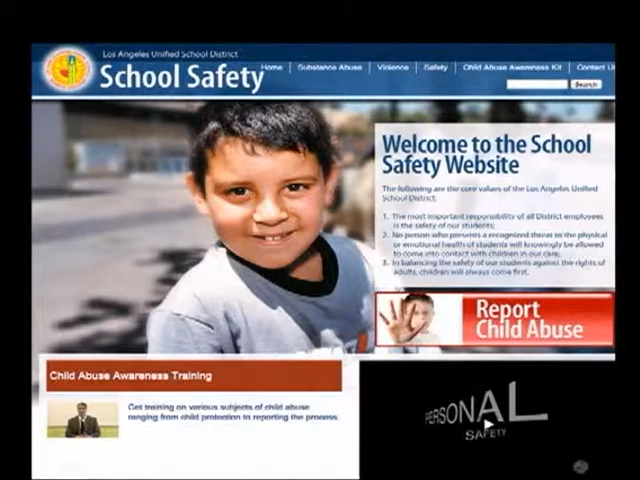 Los Angeles Unified School District
School Safety
Home | Substance Abuse | Violence | Safety | Child Abuse Awareness Kit | Contact U
Search
Welcome to the School
Safety Website
The following are the core values of the Los Angeles Unified
School District:
1. The most important responsibility of all District employees
is the safety of our students;
2. No person who presents a recognized threat to the physical
or emotional health of students will knowingly be allowed
to come into contact with children in our care;
3. In balancing the safety of our students against the rights of
adults, children will always come first.
Report
Child Abuse
Child Abuse Awareness Training
Get training on various subjects of child abuse
ranging from child protection to reporting the process.
PERSONAL
SAFETY